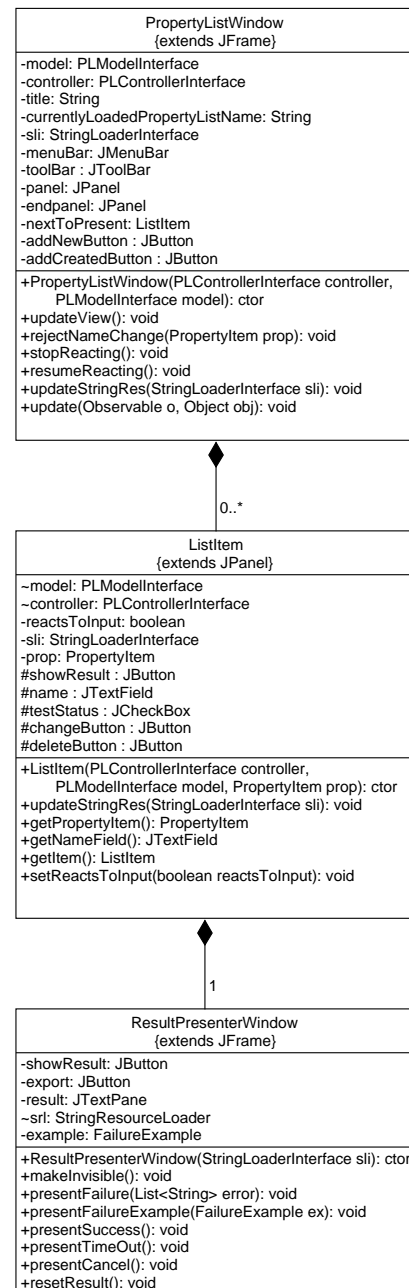 PropertyListWindow
{extends JFrame}
-model: PLModelInterface
-controller: PLControllerInterface
-title: String
-currentlyLoadedPropertyListName: String
-sli: StringLoaderInterface
-menuBar: JMenuBar
-toolBar : JToolBar
-panel: JPanel
-endpanel: JPanel
-nextToPresent: ListItem
-addNewButton : JButton
-addCreatedButton : JButton
+PropertyListWindow(PLControllerInterface controller,
PLModelInterface model): ctor
+updateView(): void
+rejectNameChange(PropertyItem prop): void
+stopReacting(): void
+resumeReacting(): void
+updateStringRes(StringLoaderInterface sli): void
+update(Observable o, Object obj): void
0..*
ListItem
{extends JPanel}
~model: PLModelInterface
~controller: PLControllerInterface
-reactsToInput: boolean
-sli: StringLoaderInterface
-prop: PropertyItem
#showResult : JButton
#name : JTextField
#testStatus : JCheckBox
#changeButton : JButton
#deleteButton : JButton
+ListItem(PLControllerInterface controller,
PLModelInterface model, PropertyItem prop): ctor
+updateStringRes(StringLoaderInterface sli): void
+getPropertyItem(): PropertyItem
+getNameField(): JTextField
+getItem(): ListItem
+setReactsToInput(boolean reactsToInput): void
1
ResultPresenterWindow
{extends JFrame}
-showResult: JButton
-export: JButton
-result: JTextPane
~srl: StringResourceLoader
-example: FailureExample
+ResultPresenterWindow(StringLoaderInterface sli): ctor
+makeInvisible(): void
+presentFailure(List<String> error): void
+presentFailureExample(FailureExample ex): void
+presentSuccess(): void
+presentTimeOut(): void
+presentCancel(): void
+resetResult(): void